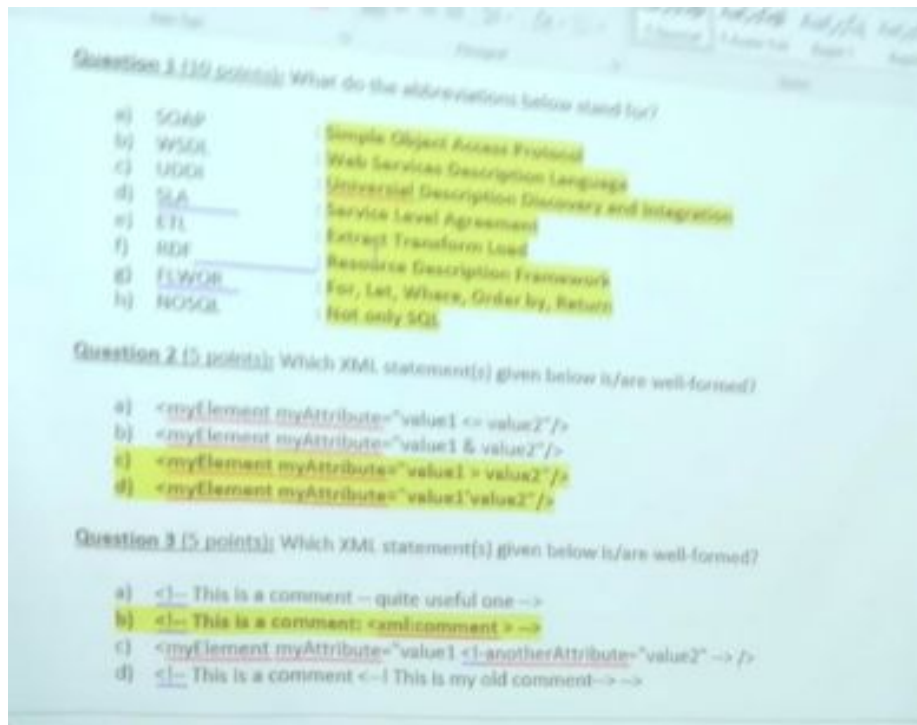 Question 1 (10 points): What do the abbreviations below stand for?
a) SOAP : Simple Object Access Protocol
b) WSDL : Web Services Description Language
c) UDDI : Universial Description Discovery and Integration
d) SLA : Service Level Agreement
e) ETL : Extract Transform Load
f) RDF : Resource Description Framework
g) FLWOR : For, Let, Where, Order by, Return
h) NOSQL : Not only SQL
Question 2 (5 points): Which XML statement(s) given below is/are well-formed?
a) <myElement myAttribute="value1 <= value2"/>
b) <myElement myAttribute="value1 & value2"/>
c) <myElement myAttribute="value1 > value2"/>
d) <myElement myAttribute="value1'value2"/>
Question 3 (5 points): Which XML statement(s) given below is/are well-formed?
a) <!-- This is a comment -- quite useful one -->
b) <!-- This is a comment: <xml:comment > -->
c) <myElement myAttribute="value1 <!-anotherAttribute="value2" --> />
d) <!-- This is a comment <--! This is my old comment--> -->